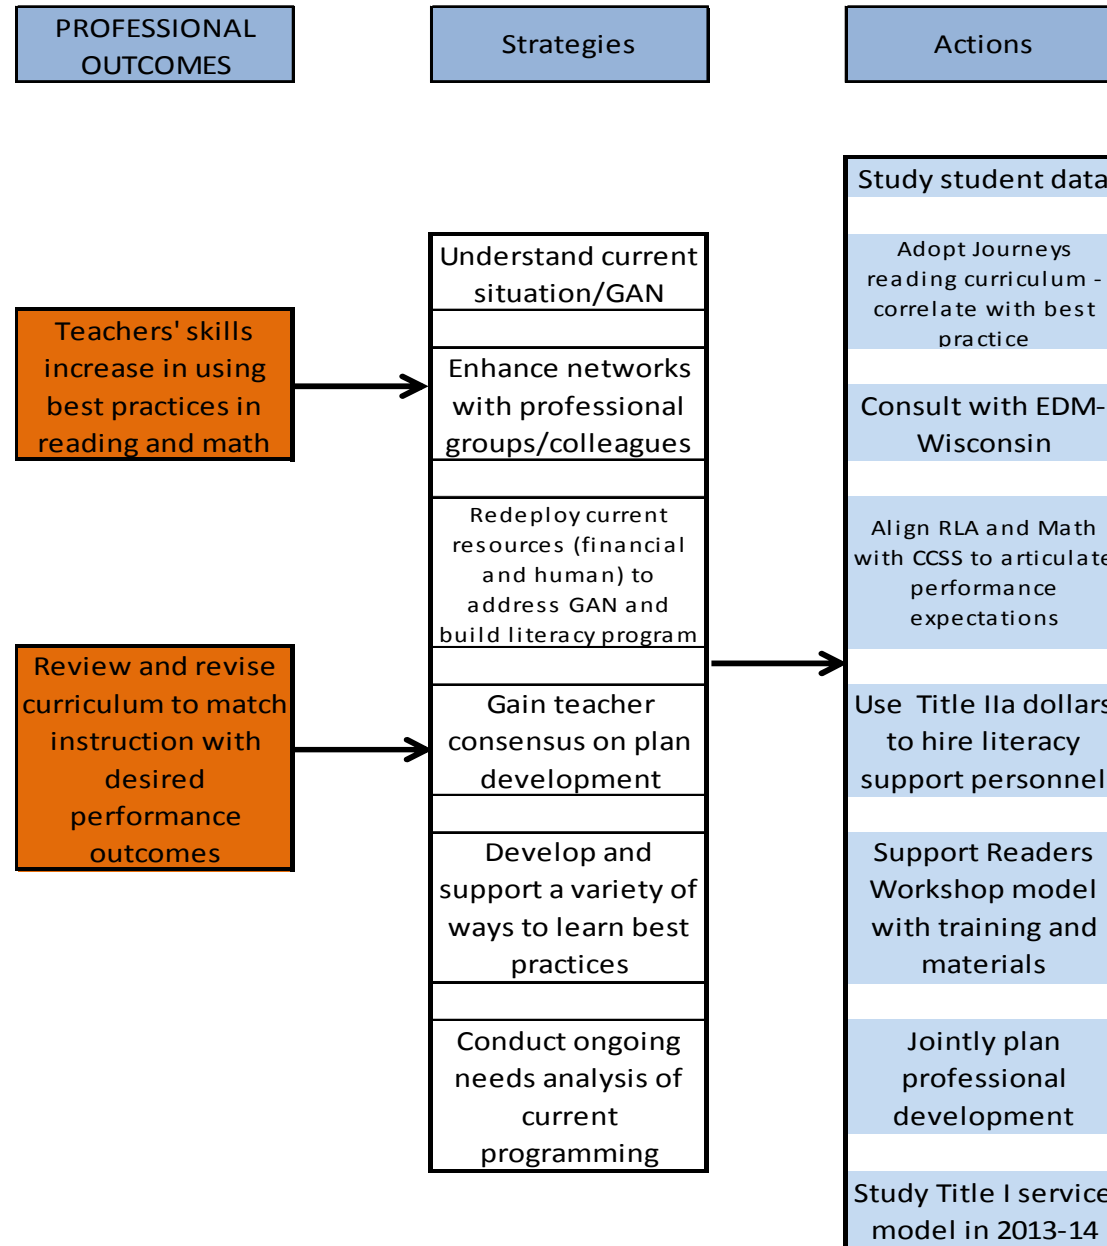 PROFESSIONAL
OUTCOMES
Strategies
Actions
Teachers' skills
increase in using
best practices in
reading and math
Review and revise
curriculum to match
instruction with
desired
performance
outcomes
Understand current
situation/GAN
Enhance networks
with professional
groups/colleagues
Redeploy current
resources (financial
and human) to
address GAN and
build literacy program
Gain teacher
consensus on plan
development
Develop and
support a variety of
ways to learn best
practices
Conduct ongoing
needs analysis of
current
programming
Study student data
Adopt Journeys
reading curriculum -
correlate with best
practice
Consult with EDM-
Wisconsin
Align RLA and Math
with CCSS to articulate
performance
expectations
Use Title IIa dollars
to hire literacy
support personnel
Support Readers
Workshop model
with training and
materials
Jointly plan
professional
development
Study Title I service
model in 2013-14